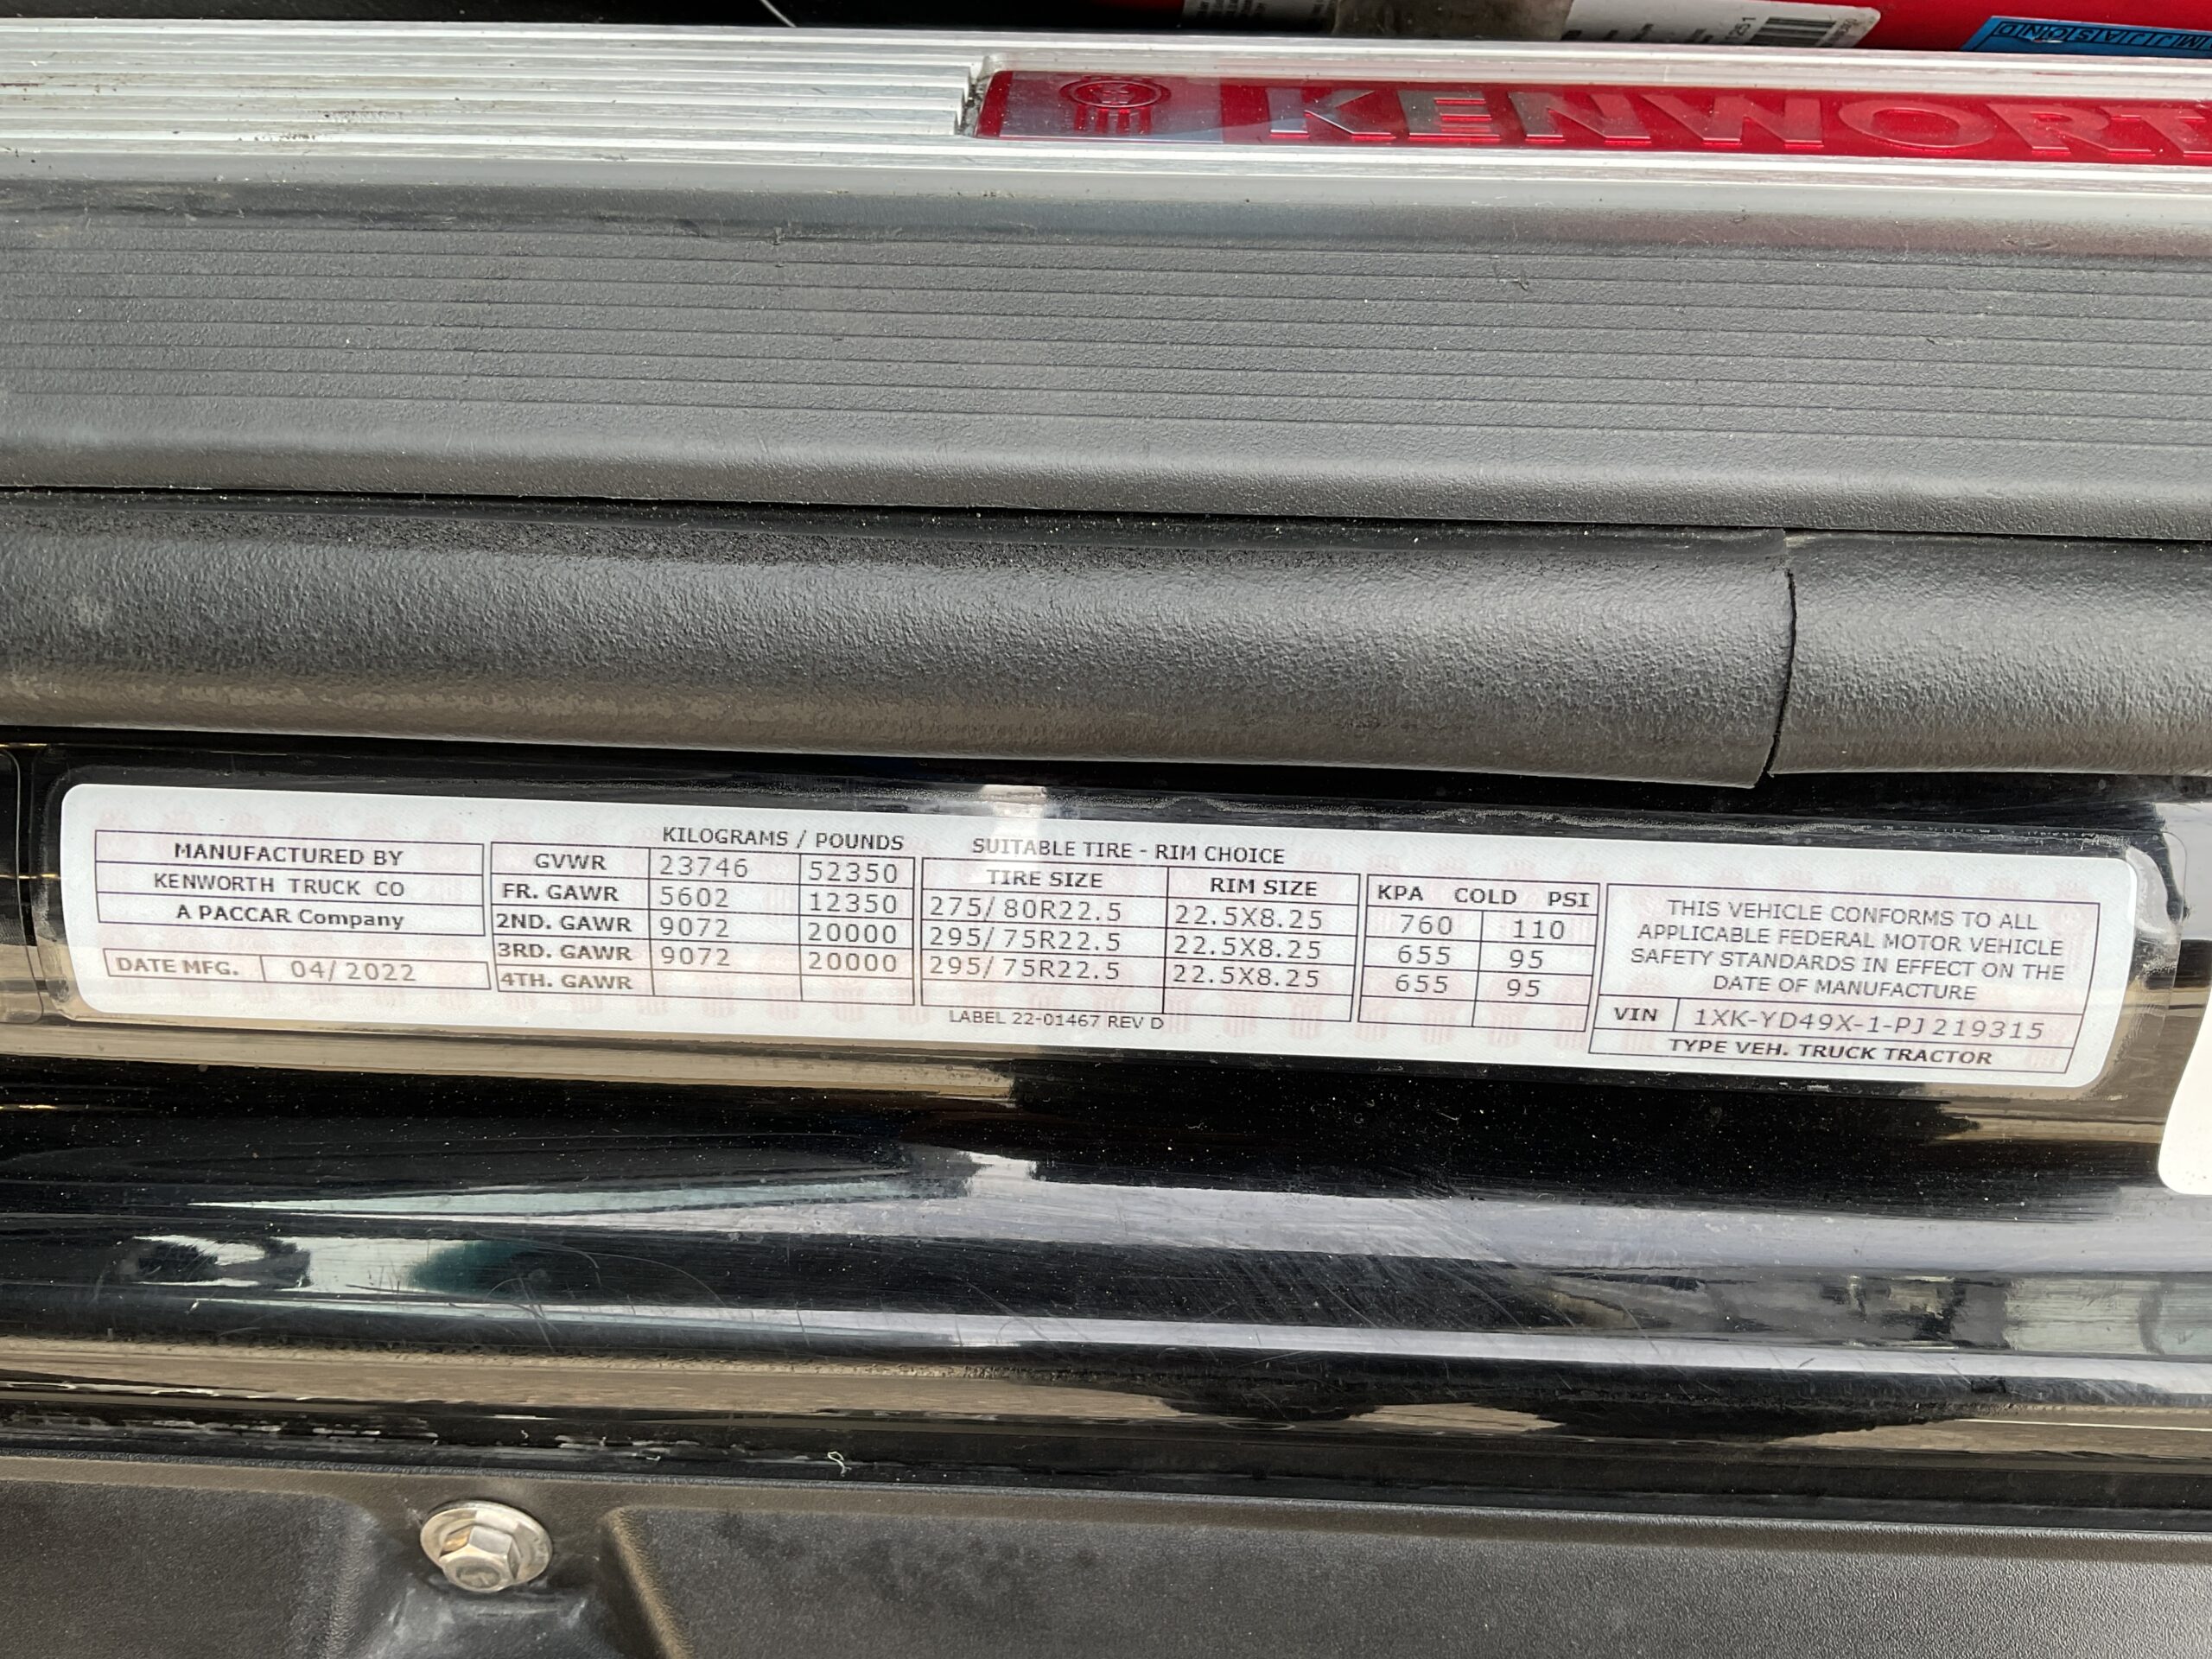 KENWORT
MANUFACTURED BY
KENWORTH TRUCK CO
A PACCAR Company
DATE MFG. 04/2022
KILOGRAMS / POUNDS
GVWR 23746 52350
FR. GAWR 5602 12350
2ND. GAWR 9072 20000
3RD. GAWR 9072 20000
4TH. GAWR
SUITABLE TIRE - RIM CHOICE
TIRE SIZE RIM SIZE
275/80R22.5 22.5X8.25
295/75R22.5 22.5X8.25
295/75R22.5 22.5X8.25
KPA COLD PSI
760 110
655 95
655 95
LABEL 22-01467 REV D
THIS VEHICLE CONFORMS TO ALL
APPLICABLE FEDERAL MOTOR VEHICLE
SAFETY STANDARDS IN EFFECT ON THE
DATE OF MANUFACTURE
VIN 1XK-YD49X-1-PJ219315
TYPE VEH. TRUCK TRACTOR